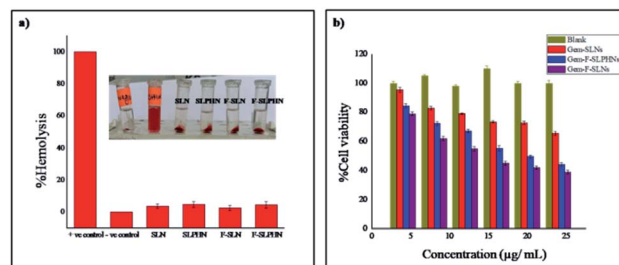 a)
%Hemolysis
100
80
60
40
20
0
SLN SLPHN F-SLN F-SLPHN
+ ve control - ve control SLN SLPHN F-SLN F-SLPHN
b)
%Cell viability
Blank
Gem-SLNs
Gem-F-SLPHNs
Gem-F-SLNs
120
100
80
60
40
20
0
0 5 10 15 20 25
Concentration (µg/ mL)